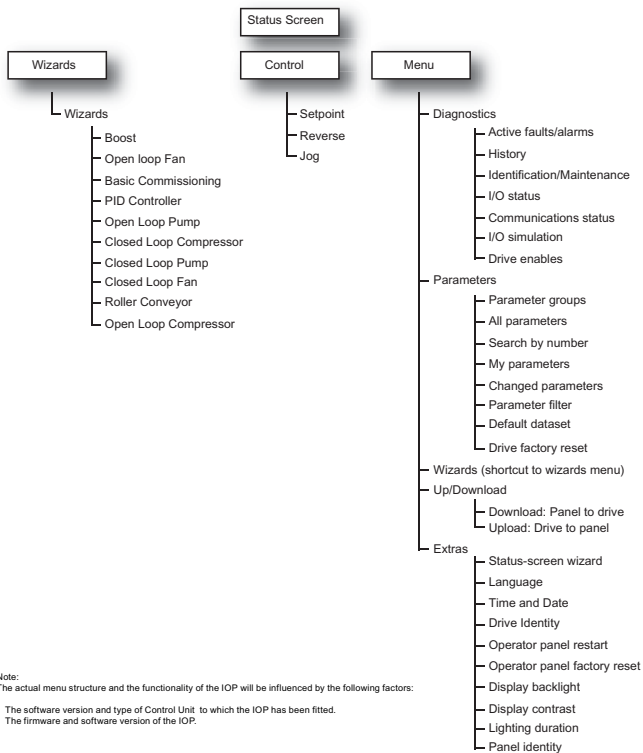 Status Screen
Wizards
Control
Menu
Wizards
Boost
Open loop Fan
Basic Commissioning
PID Controller
Open Loop Pump
Closed Loop Compressor
Closed Loop Pump
Closed Loop Fan
Roller Conveyor
Open Loop Compressor
Setpoint
Reverse
Jog
Diagnostics
Active faults/alarms
History
Identification/Maintenance
I/O status
Communications status
I/O simulation
Drive enables
Parameters
Parameter groups
All parameters
Search by number
My parameters
Changed parameters
Parameter filter
Default dataset
Drive factory reset
Wizards (shortcut to wizards menu)
Up/Download
Download: Panel to drive
Upload: Drive to panel
Extras
Status-screen wizard
Language
Time and Date
Drive Identity
Operator panel restart
Operator panel factory reset
Display backlight
Display contrast
Lighting duration
Panel identity
Note:
The actual menu structure and the functionality of the IOP will be influenced by the following factors:
The software version and type of Control Unit to which the IOP has been fitted.
The firmware and software version of the IOP.